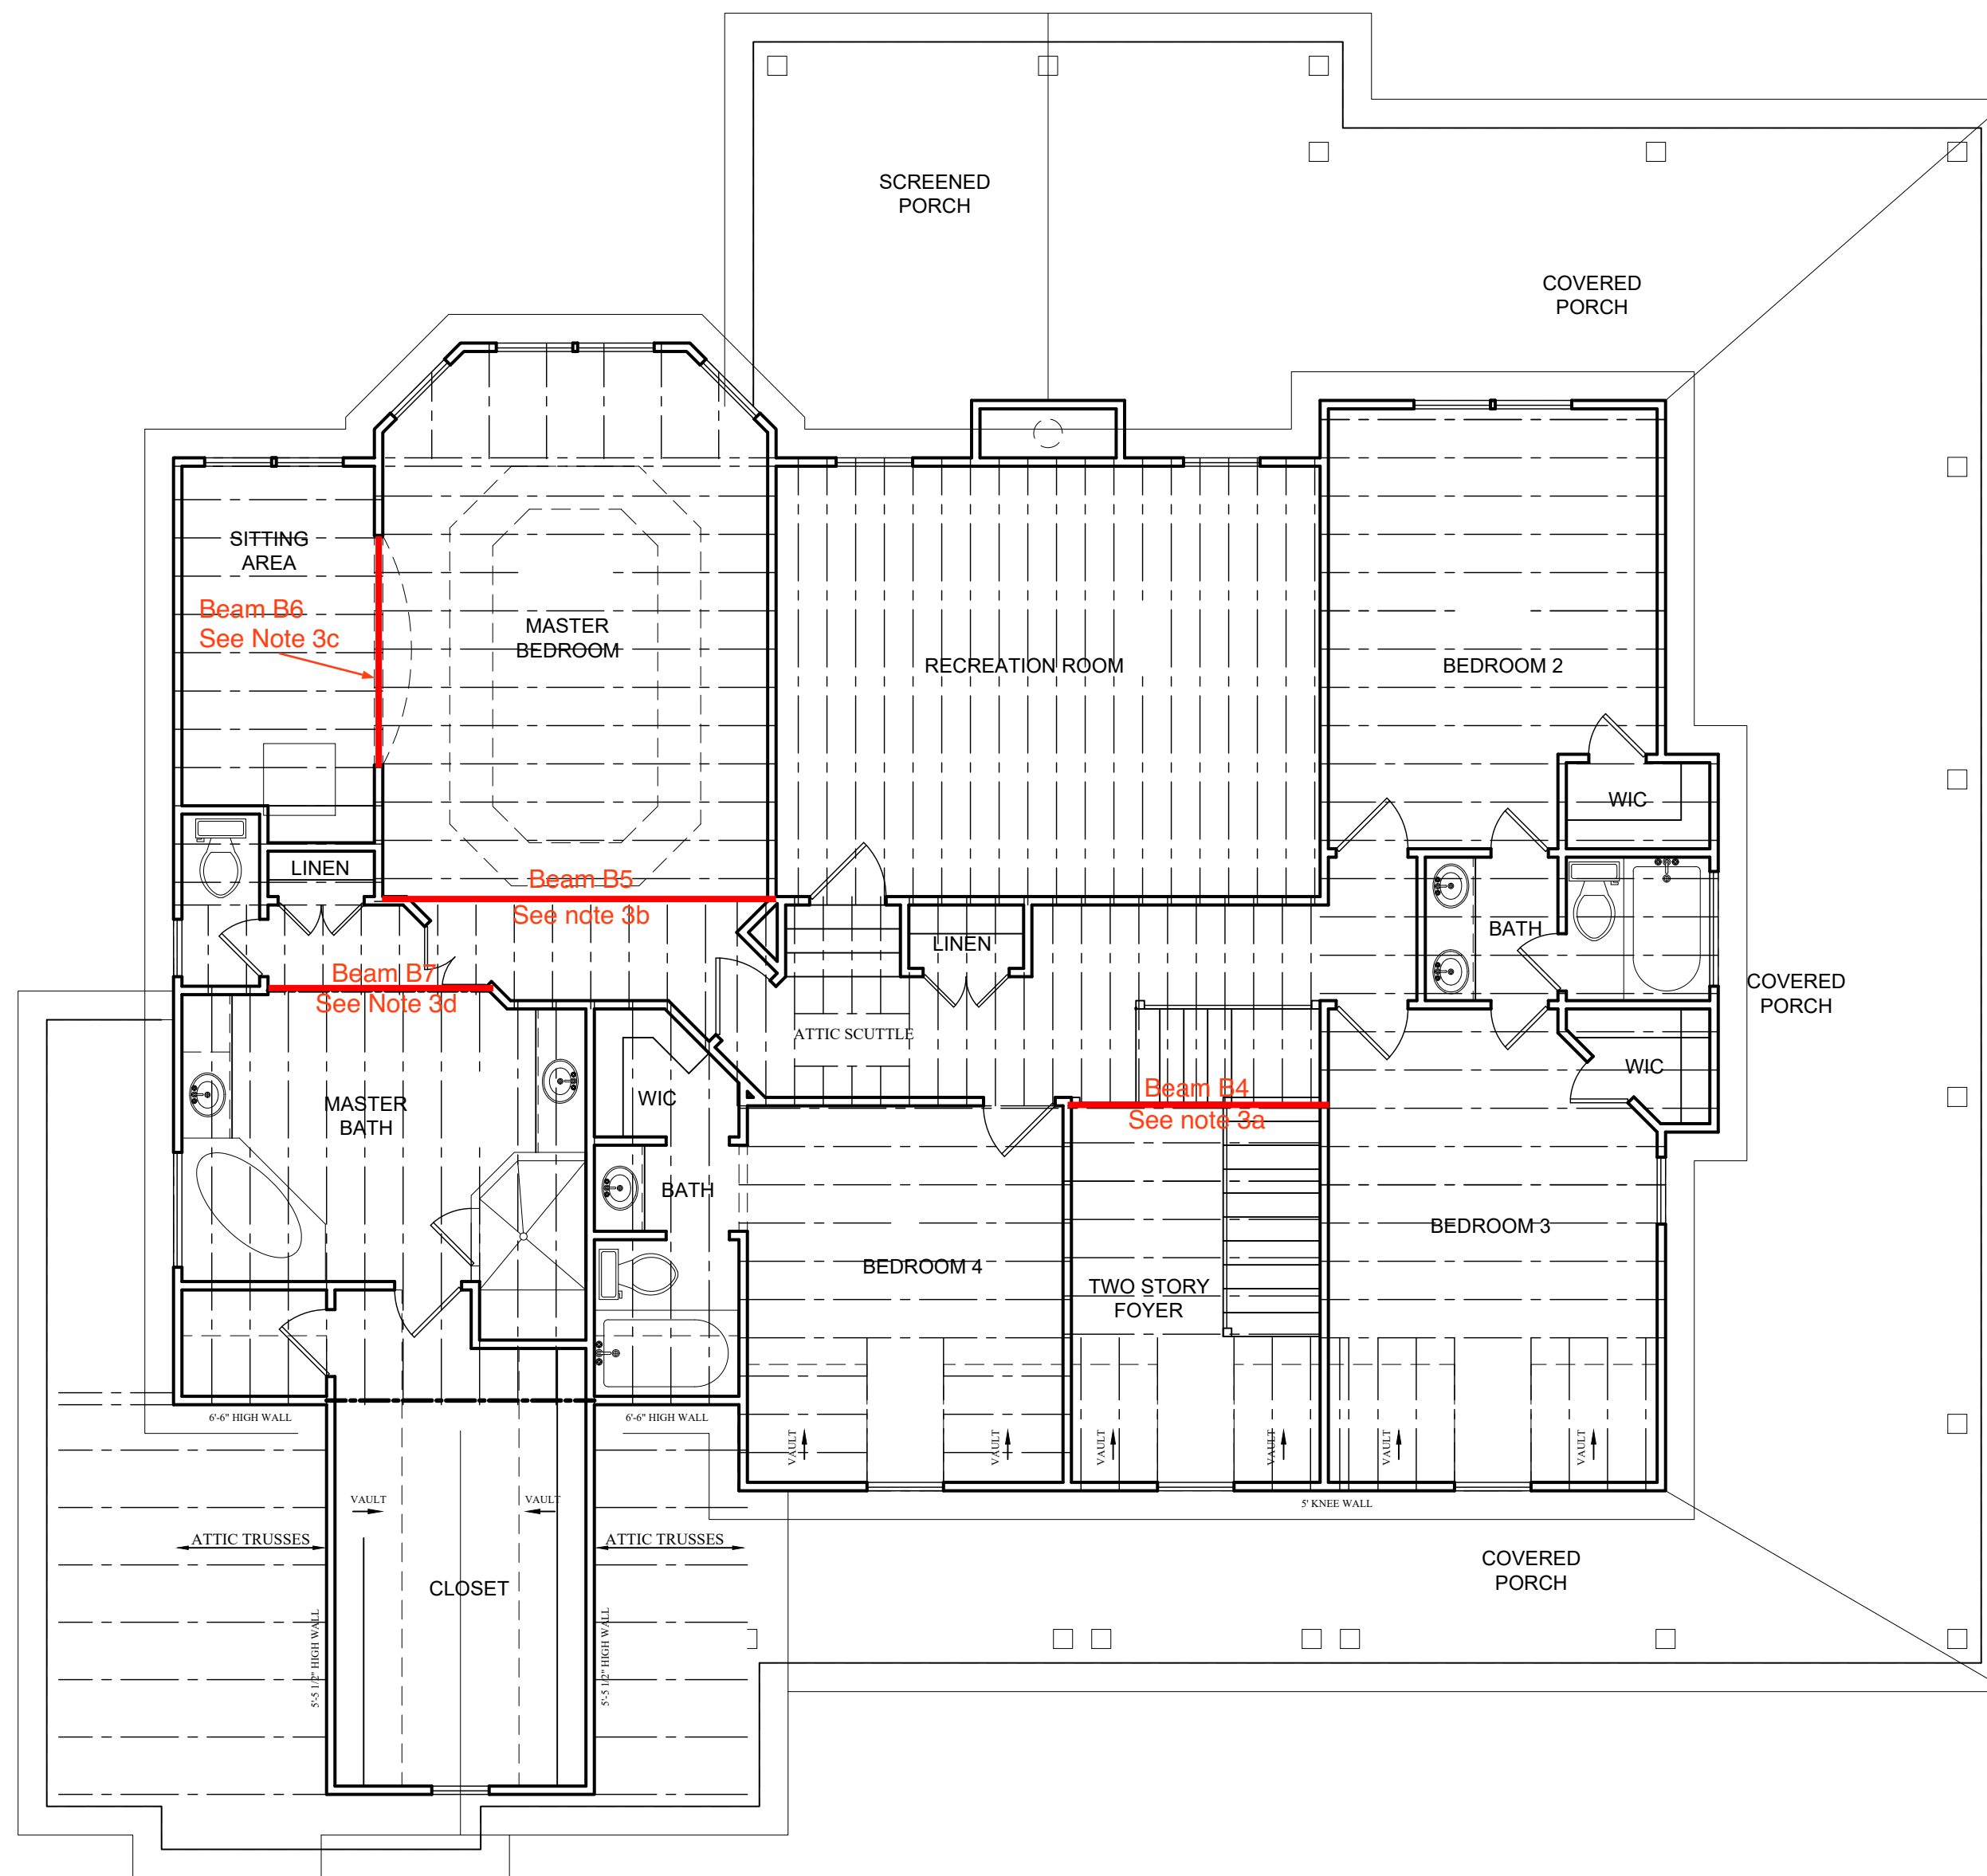 SCREENED
PORCH
COVERED
PORCH
SITTING
AREA
Beam B6
See Note 3c
MASTER
BEDROOM
RECREATION ROOM
BEDROOM 2
WIC
LINEN
Beam B5
See note 3b
LINEN
BATH
Beam B7
See Note 3d
COVERED
PORCH
ATTIC SCUTTLE
WIC
Beam B4
See note 3a
WIC
MASTER
BATH
BATH
BEDROOM 3
BEDROOM 4
TWO STORY
FOYER
6'-6" HIGH WALL
6'-6" HIGH WALL
VAULT
VAULT
VAULT
VAULT
VAULT
VAULT
VAULT
VAULT
5' KNEE WALL
ATTIC TRUSSES
ATTIC TRUSSES
COVERED
PORCH
CLOSET
5'-5 1/2" HIGH WALL
5'-5 1/2" HIGH WALL